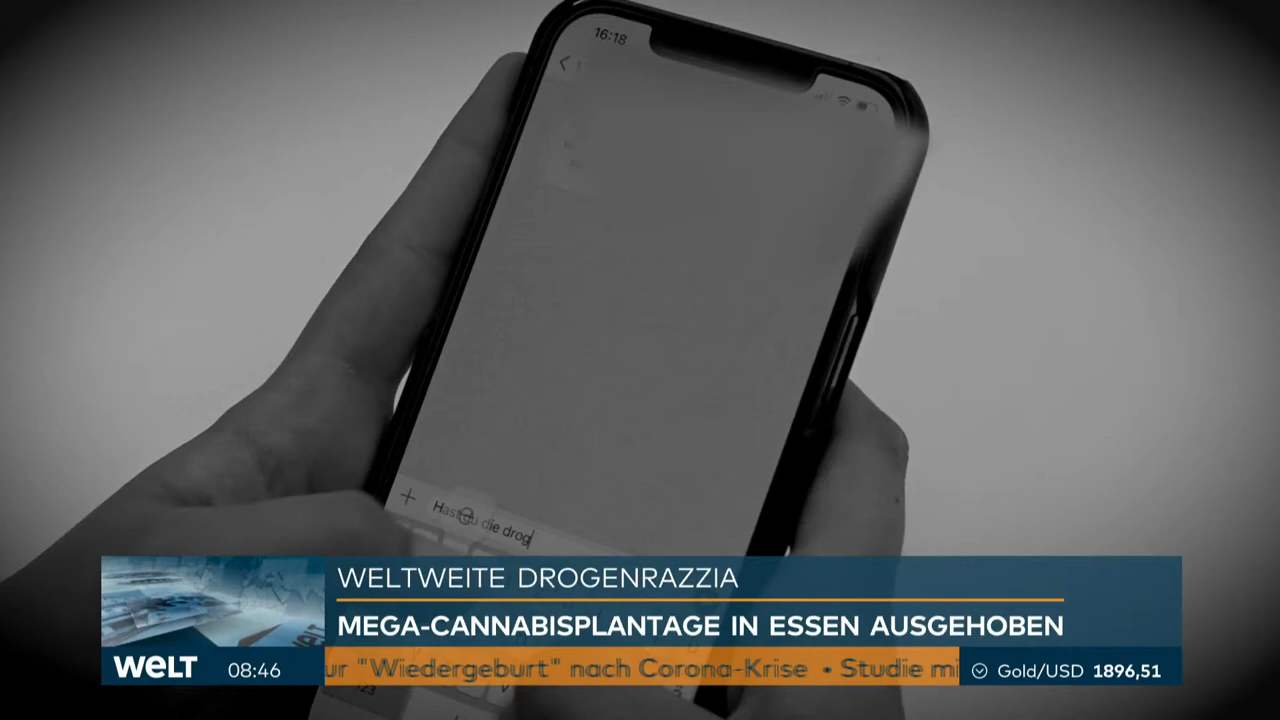 16:18
Hast du die drog
WELTWEITE DROGENRAZZIA
MEGA-CANNABISPLANTAGE IN ESSEN AUSGEHOBEN
welt 08:46 "Wiedergeburt" nach Corona-Krise • Studie Gold/USD 1896,51